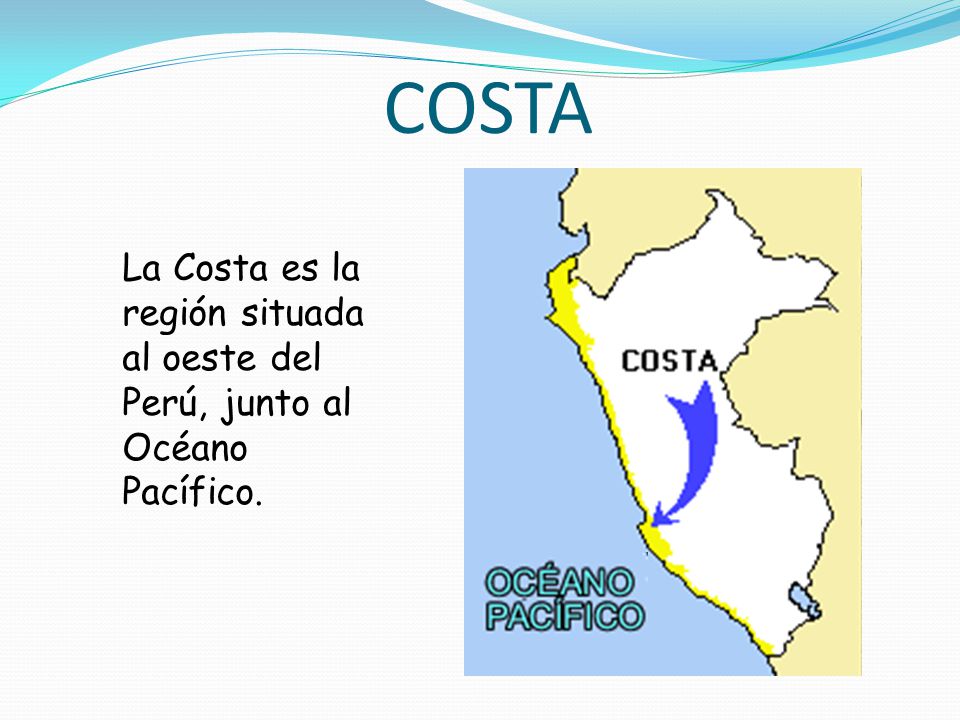 COSTA
La Costa es la
región situada
al oeste del
Perú, junto al
Océano
Pacífico.
COSTA
OCÉANO
PACÍFICO